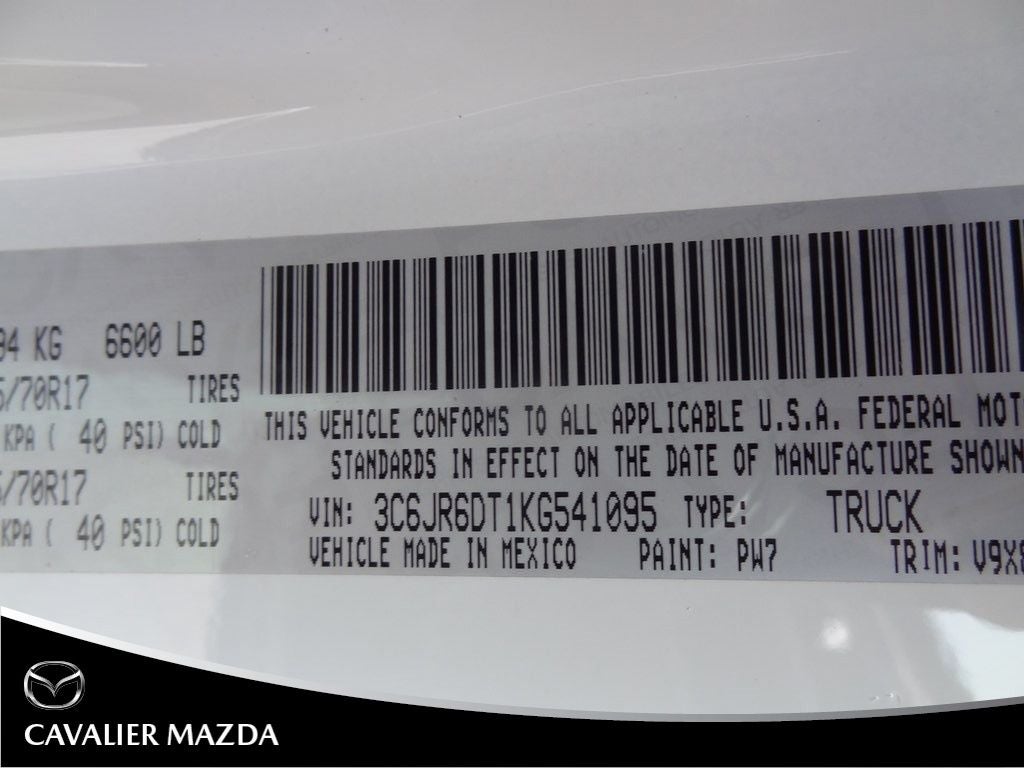 94 KG 6600 LB
5/70R17 TIRES
KPA ( 40 PSI) COLD
5/70R17 TIRES
KPA ( 40 PSI) COLD
THIS VEHICLE CONFORMS TO ALL APPLICABLE U.S.A. FEDERAL MOT
STANDARDS IN EFFECT ON THE DATE OF MANUFACTURE SHOWN
VIN: 3C6JR6DT1KG541095 TYPE: TRUCK
VEHICLE MADE IN MEXICO PAINT: PW7 TRIM: V9X8
CAVALIER MAZDA